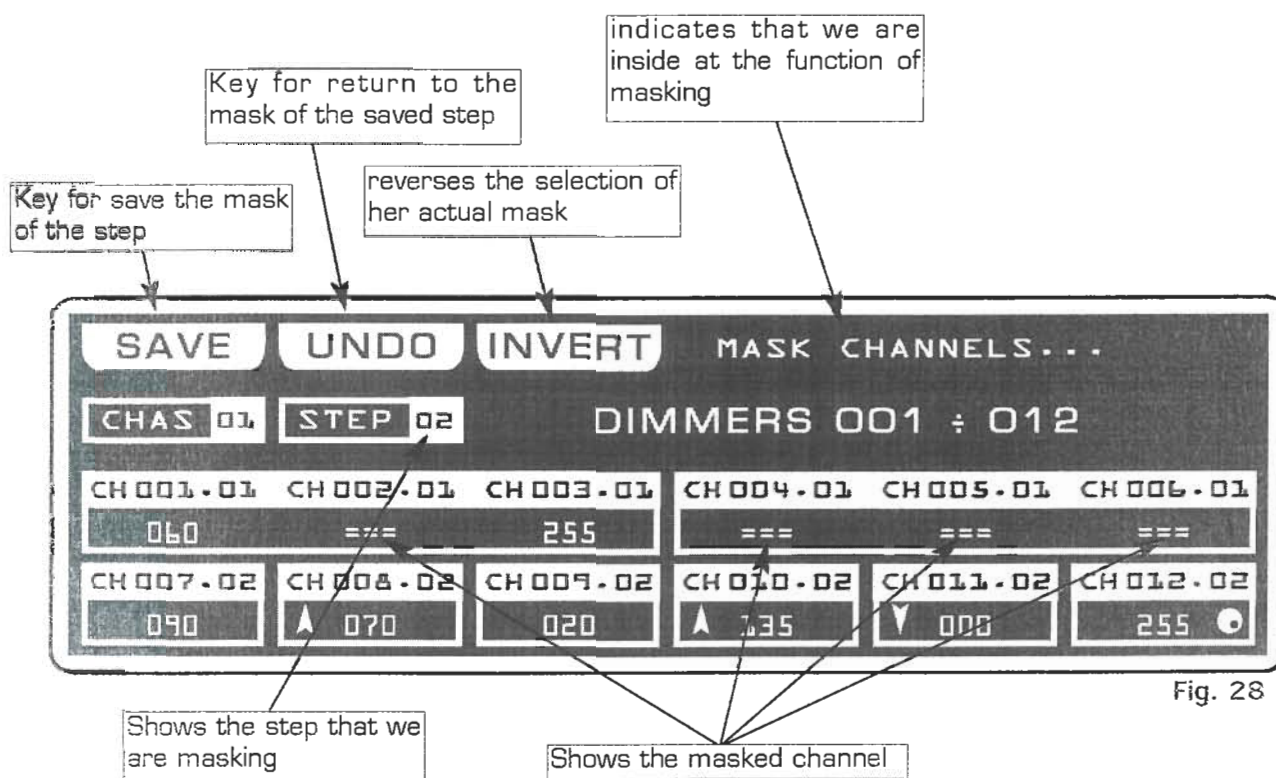 indicates that we are
inside at the function of
masking
Key for return to the
mask of the saved step
reverses the selection of
her actual mask
Key for save the mask
of the step
SAVE UNDO INVERT MASK CHANNELS...
CHAS 01 STEP 02 DIMMERS 001 ÷ 012
CH001.01 CH002.01 CH003.01 CH004.01 CH005.01 CH006.01
060 === 255 === === ===
CH007.02 CH008.02 CH009.02 CH010.02 CH011.02 CH012.02
090 070 020 135 000 255
Fig. 28
Shows the step that we
are masking
Shows the masked channel